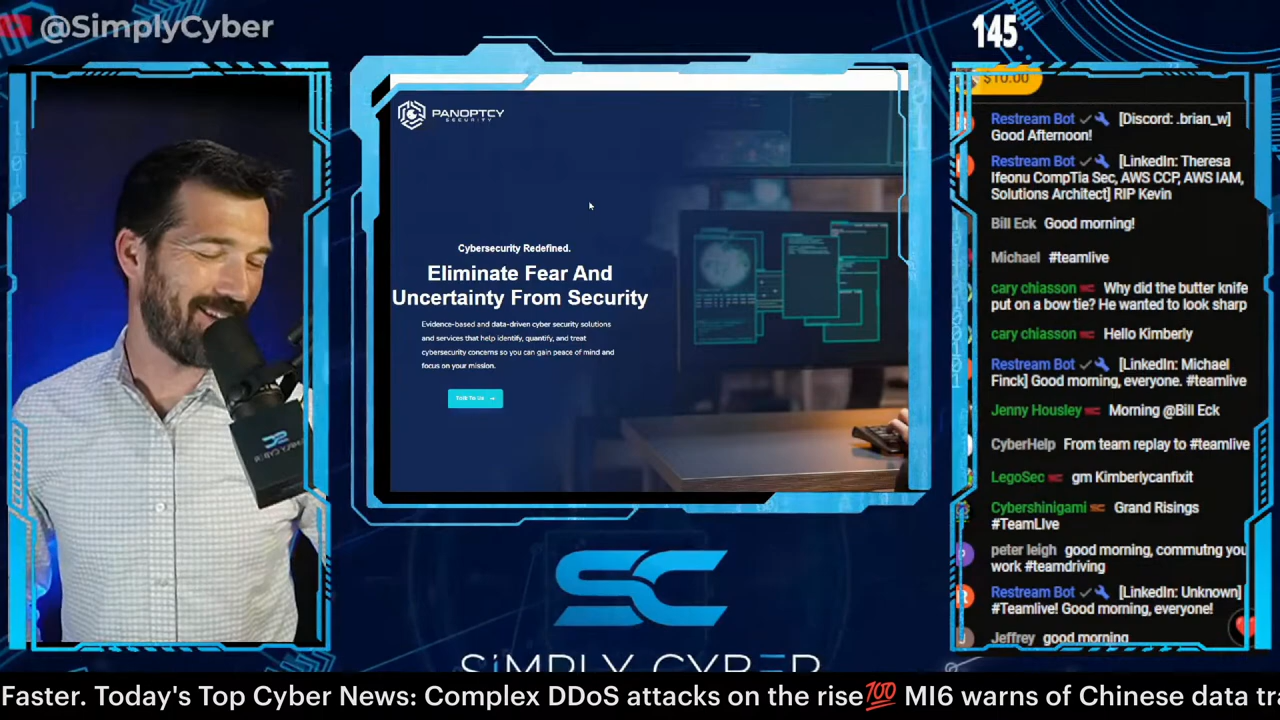 @SimplyCyber
145
PANOPTCY
SECURITY
Cybersecurity Redefined.
Eliminate Fear And
Uncertainty From Security
Evidence-based and data-driven cyber security solutions
and services that help identify, quantify, and treat
cybersecurity concerns so you can gain peace of mind and
focus on your mission.
TALK TO US →
$10.00
Restream Bot [Discord: .brian_w]
Good Afternoon!
Restream Bot [LinkedIn: Theresa
Ifeonu CompTia Sec, AWS CCP, AWS IAM,
Solutions Architect] RIP Kevin
Bill Eck Good morning!
Michael #teamlive
cary chiasson Why did the butter knife
put on a bow tie? He wanted to look sharp
cary chiasson Hello Kimberly
Restream Bot [LinkedIn: Michael
Finck] Good morning, everyone. #teamlive
Jenny Housley Morning @Bill Eck
CyberHelp From team replay to #teamlive
LegoSec gm Kimberlycanfixit
Cybershinigami Grand Risings
#TeamLive
peter leigh good morning, commutng you
work #teamdriving
Restream Bot [LinkedIn: Unknown]
#Teamlive! Good morning, everyone!
Jeffrey good morning
SC
SIMPLY CYBER
Faster. Today's Top Cyber News: Complex DDoS attacks on the rise💯 MI6 warns of Chinese data tr